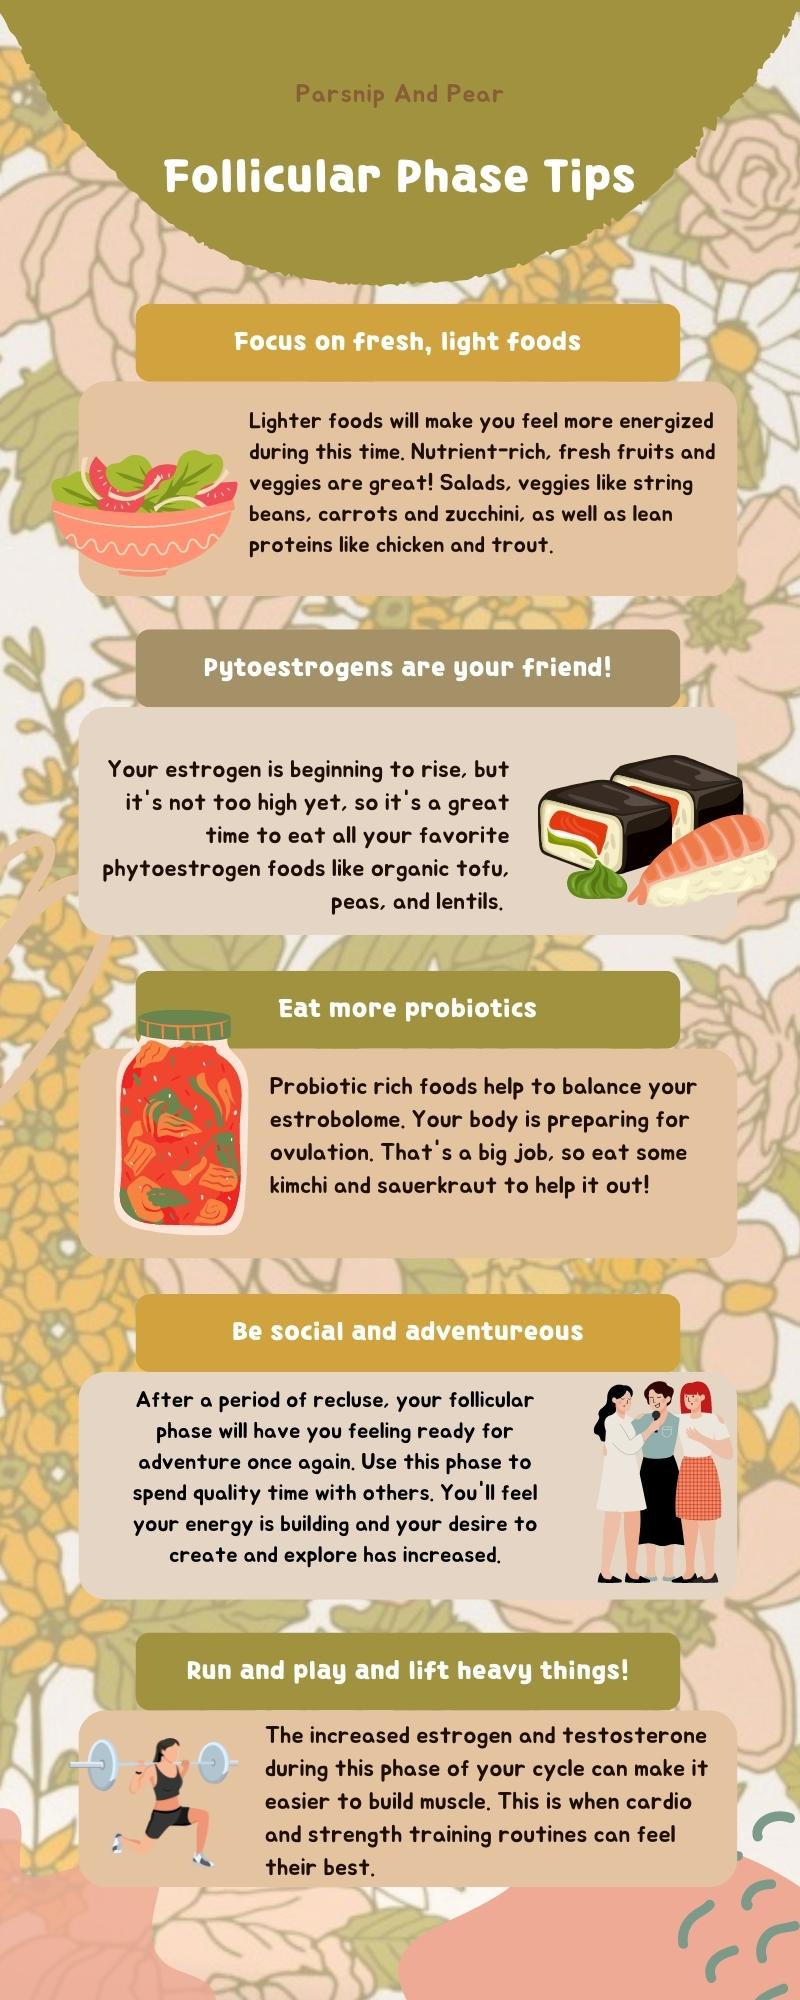 Parsnip And Pear
Follicular Phase Tips
Focus on fresh, light foods
Lighter foods will make you feel more energized
during this time. Nutrient-rich, fresh fruits and
veggies are great! Salads, veggies like string
beans, carrots and zucchini, as well as lean
proteins like chicken and trout.
Pytoestrogens are your friend!
Your estrogen is beginning to rise, but
it's not too high yet, so it's a great
time to eat all your favorite
phytoestrogen foods like organic tofu,
peas, and lentils.
Eat more probiotics
Probiotic rich foods help to balance your
estrobolome. Your body is preparing for
ovulation. That's a big job, so eat some
kimchi and sauerkraut to help it out!
Be social and adventureous
After a period of recluse, your follicular
phase will have you feeling ready for
adventure once again. Use this phase to
spend quality time with others. You'll feel
your energy is building and your desire to
create and explore has increased.
Run and play and lift heavy things!
The increased estrogen and testosterone
during this phase of your cycle can make it
easier to build muscle. This is when cardio
and strength training routines can feel
their best.